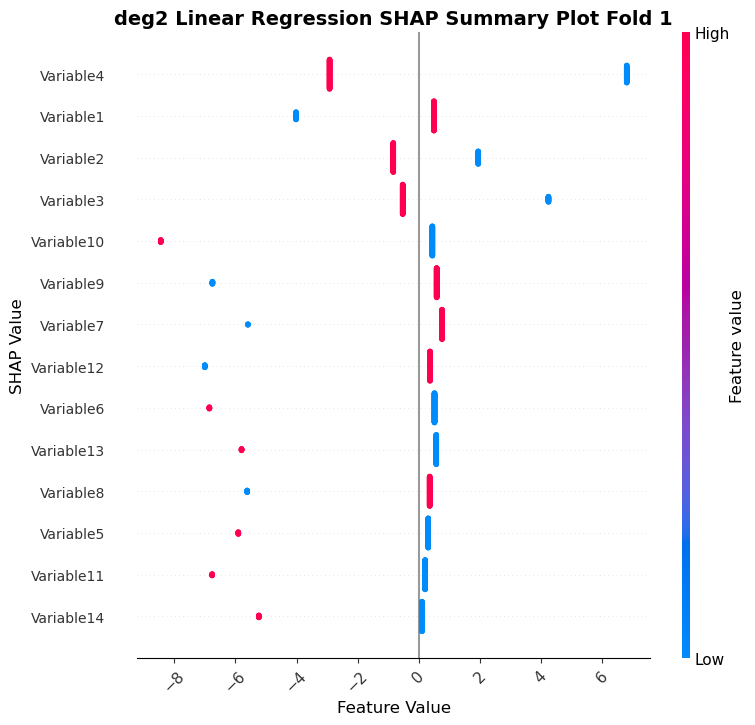 deg2 Linear Regression SHAP Summary Plot Fold 1
High
Variable4
Variable1
Variable2
Variable3
Variable10
Variable9
Variable7
Variable12
Variable6
Variable13
Variable8
Variable5
Variable11
Variable14
SHAP Value
Feature value
Low
−8 −6 −4 −2 0 2 4 6
Feature Value